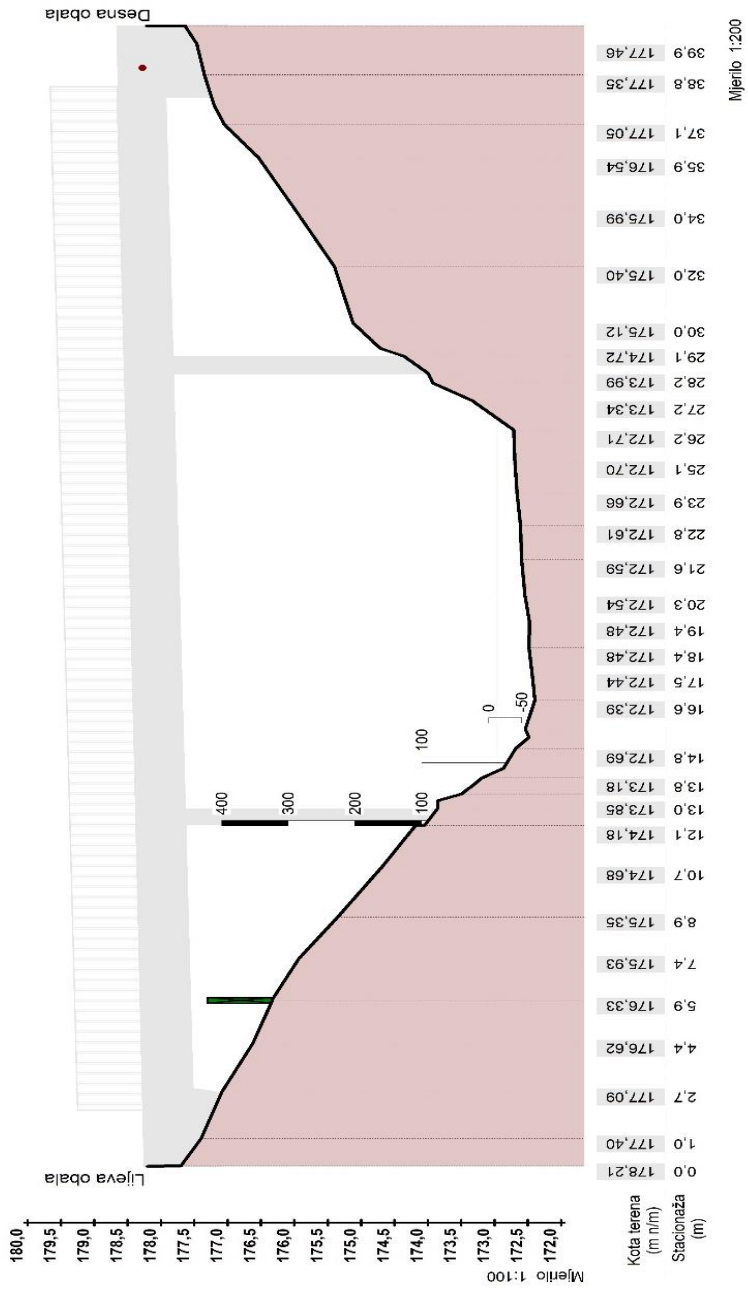 Lijeva obala
Desna obala
180,0
179,5
179,0
178,5
178,0
177,5
177,0
176,5
176,0
175,5
175,0
174,5
174,0
173,5
173,0
172,5
172,0
Mjerilo 1:100
400
300
200
100
100
0
-50
Kota terena
(m n/m)
178,21 177,40 177,09 176,62 176,33 175,93 175,35 174,68 174,18 173,85 173,18 172,69 172,39 172,44 172,48 172,48 172,54 172,59 172,61 172,66 172,70 172,71 173,34 173,99 174,72 175,12 175,40 175,99 176,54 177,05 177,35 177,46
Stacionaža
(m)
0,0 1,0 2,7 4,4 5,9 7,4 8,9 10,7 12,1 13,0 13,8 14,8 16,6 17,5 18,4 19,4 20,3 21,6 22,8 23,9 25,1 26,2 27,2 28,2 29,1 30,0 32,0 34,0 35,9 37,1 38,8 39,9
Mjerilo 1:200